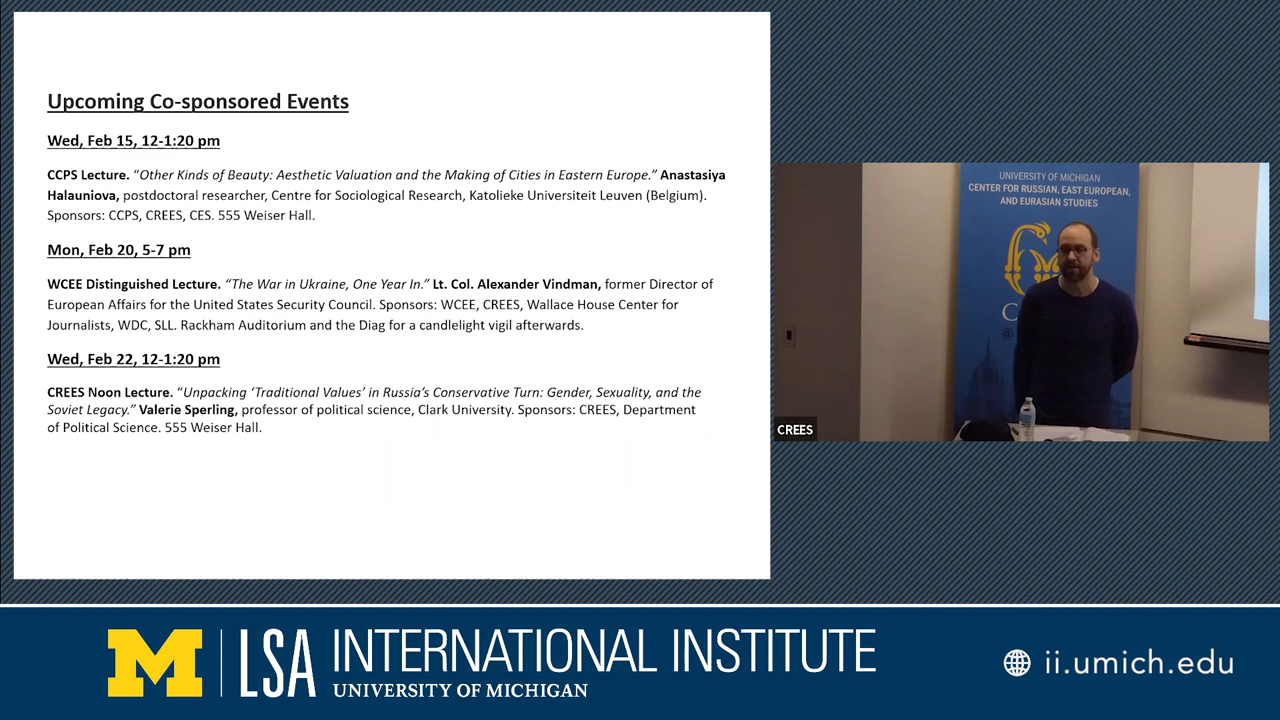 Upcoming Co-sponsored Events
Wed, Feb 15, 12-1:20 pm
CCPS Lecture. “Other Kinds of Beauty: Aesthetic Valuation and the Making of Cities in Eastern Europe.” Anastasiya
Halauniova, postdoctoral researcher, Centre for Sociological Research, Katolieke Universiteit Leuven (Belgium).
Sponsors: CCPS, CREES, CES. 555 Weiser Hall.
Mon, Feb 20, 5-7 pm
WCEE Distinguished Lecture. “The War in Ukraine, One Year In.” Lt. Col. Alexander Vindman, former Director of
European Affairs for the United States Security Council. Sponsors: WCEE, CREES, Wallace House Center for
Journalists, WDC, SLL. Rackham Auditorium and the Diag for a candlelight vigil afterwards.
Wed, Feb 22, 12-1:20 pm
CREES Noon Lecture. “Unpacking ‘Traditional Values’ in Russia’s Conservative Turn: Gender, Sexuality, and the
Soviet Legacy.” Valerie Sperling, professor of political science, Clark University. Sponsors: CREES, Department
of Political Science. 555 Weiser Hall.
UNIVERSITY OF MICHIGAN
CENTER FOR RUSSIAN, EAST EUROPEAN,
AND EURASIAN STUDIES
CREES
M LSA INTERNATIONAL INSTITUTE
UNIVERSITY OF MICHIGAN
ii.umich.edu